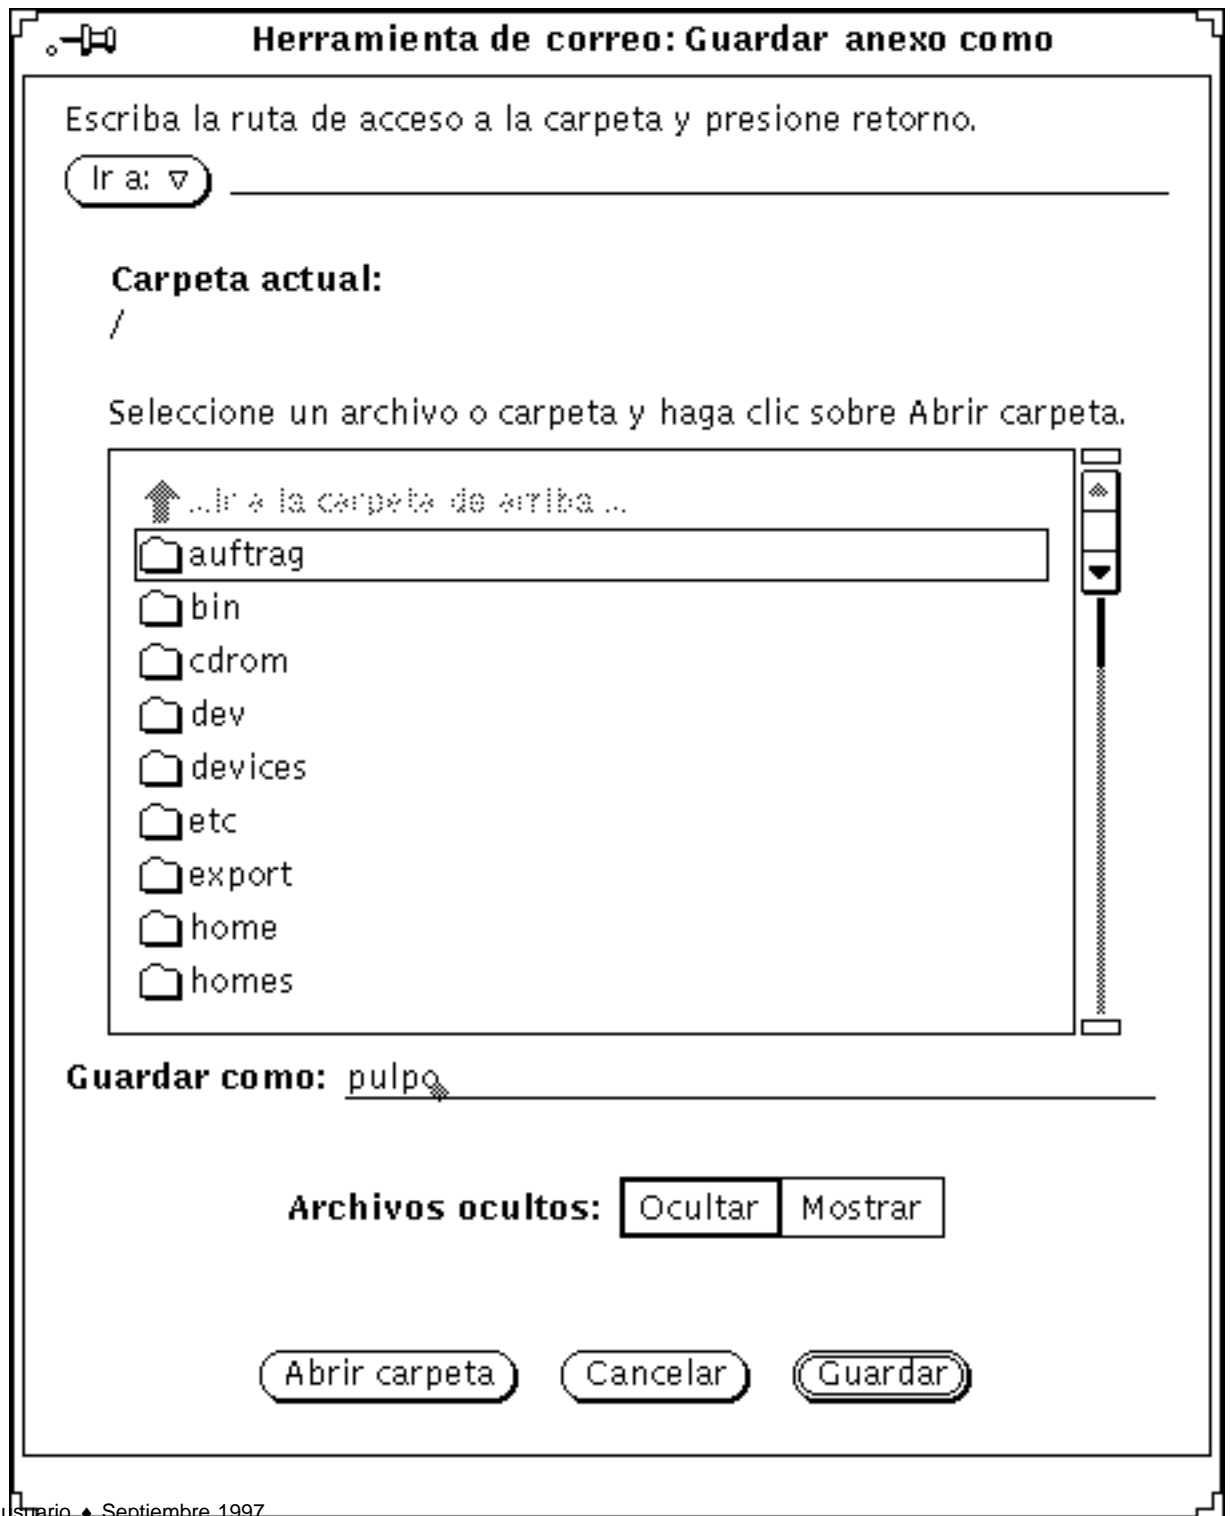 Herramienta de correo: Guardar anexo como
Escriba la ruta de acceso a la carpeta y presione retorno.
Ir a:
Carpeta actual:
/
Seleccione un archivo o carpeta y haga clic sobre Abrir carpeta.
...Ir a la carpeta de arriba ...
auftrag
bin
cdrom
dev
devices
etc
export
home
homes
Guardar como: pulpo
Archivos ocultos: Ocultar Mostrar
Abrir carpeta Cancelar Guardar
usuario ♦ Septiembre 1997